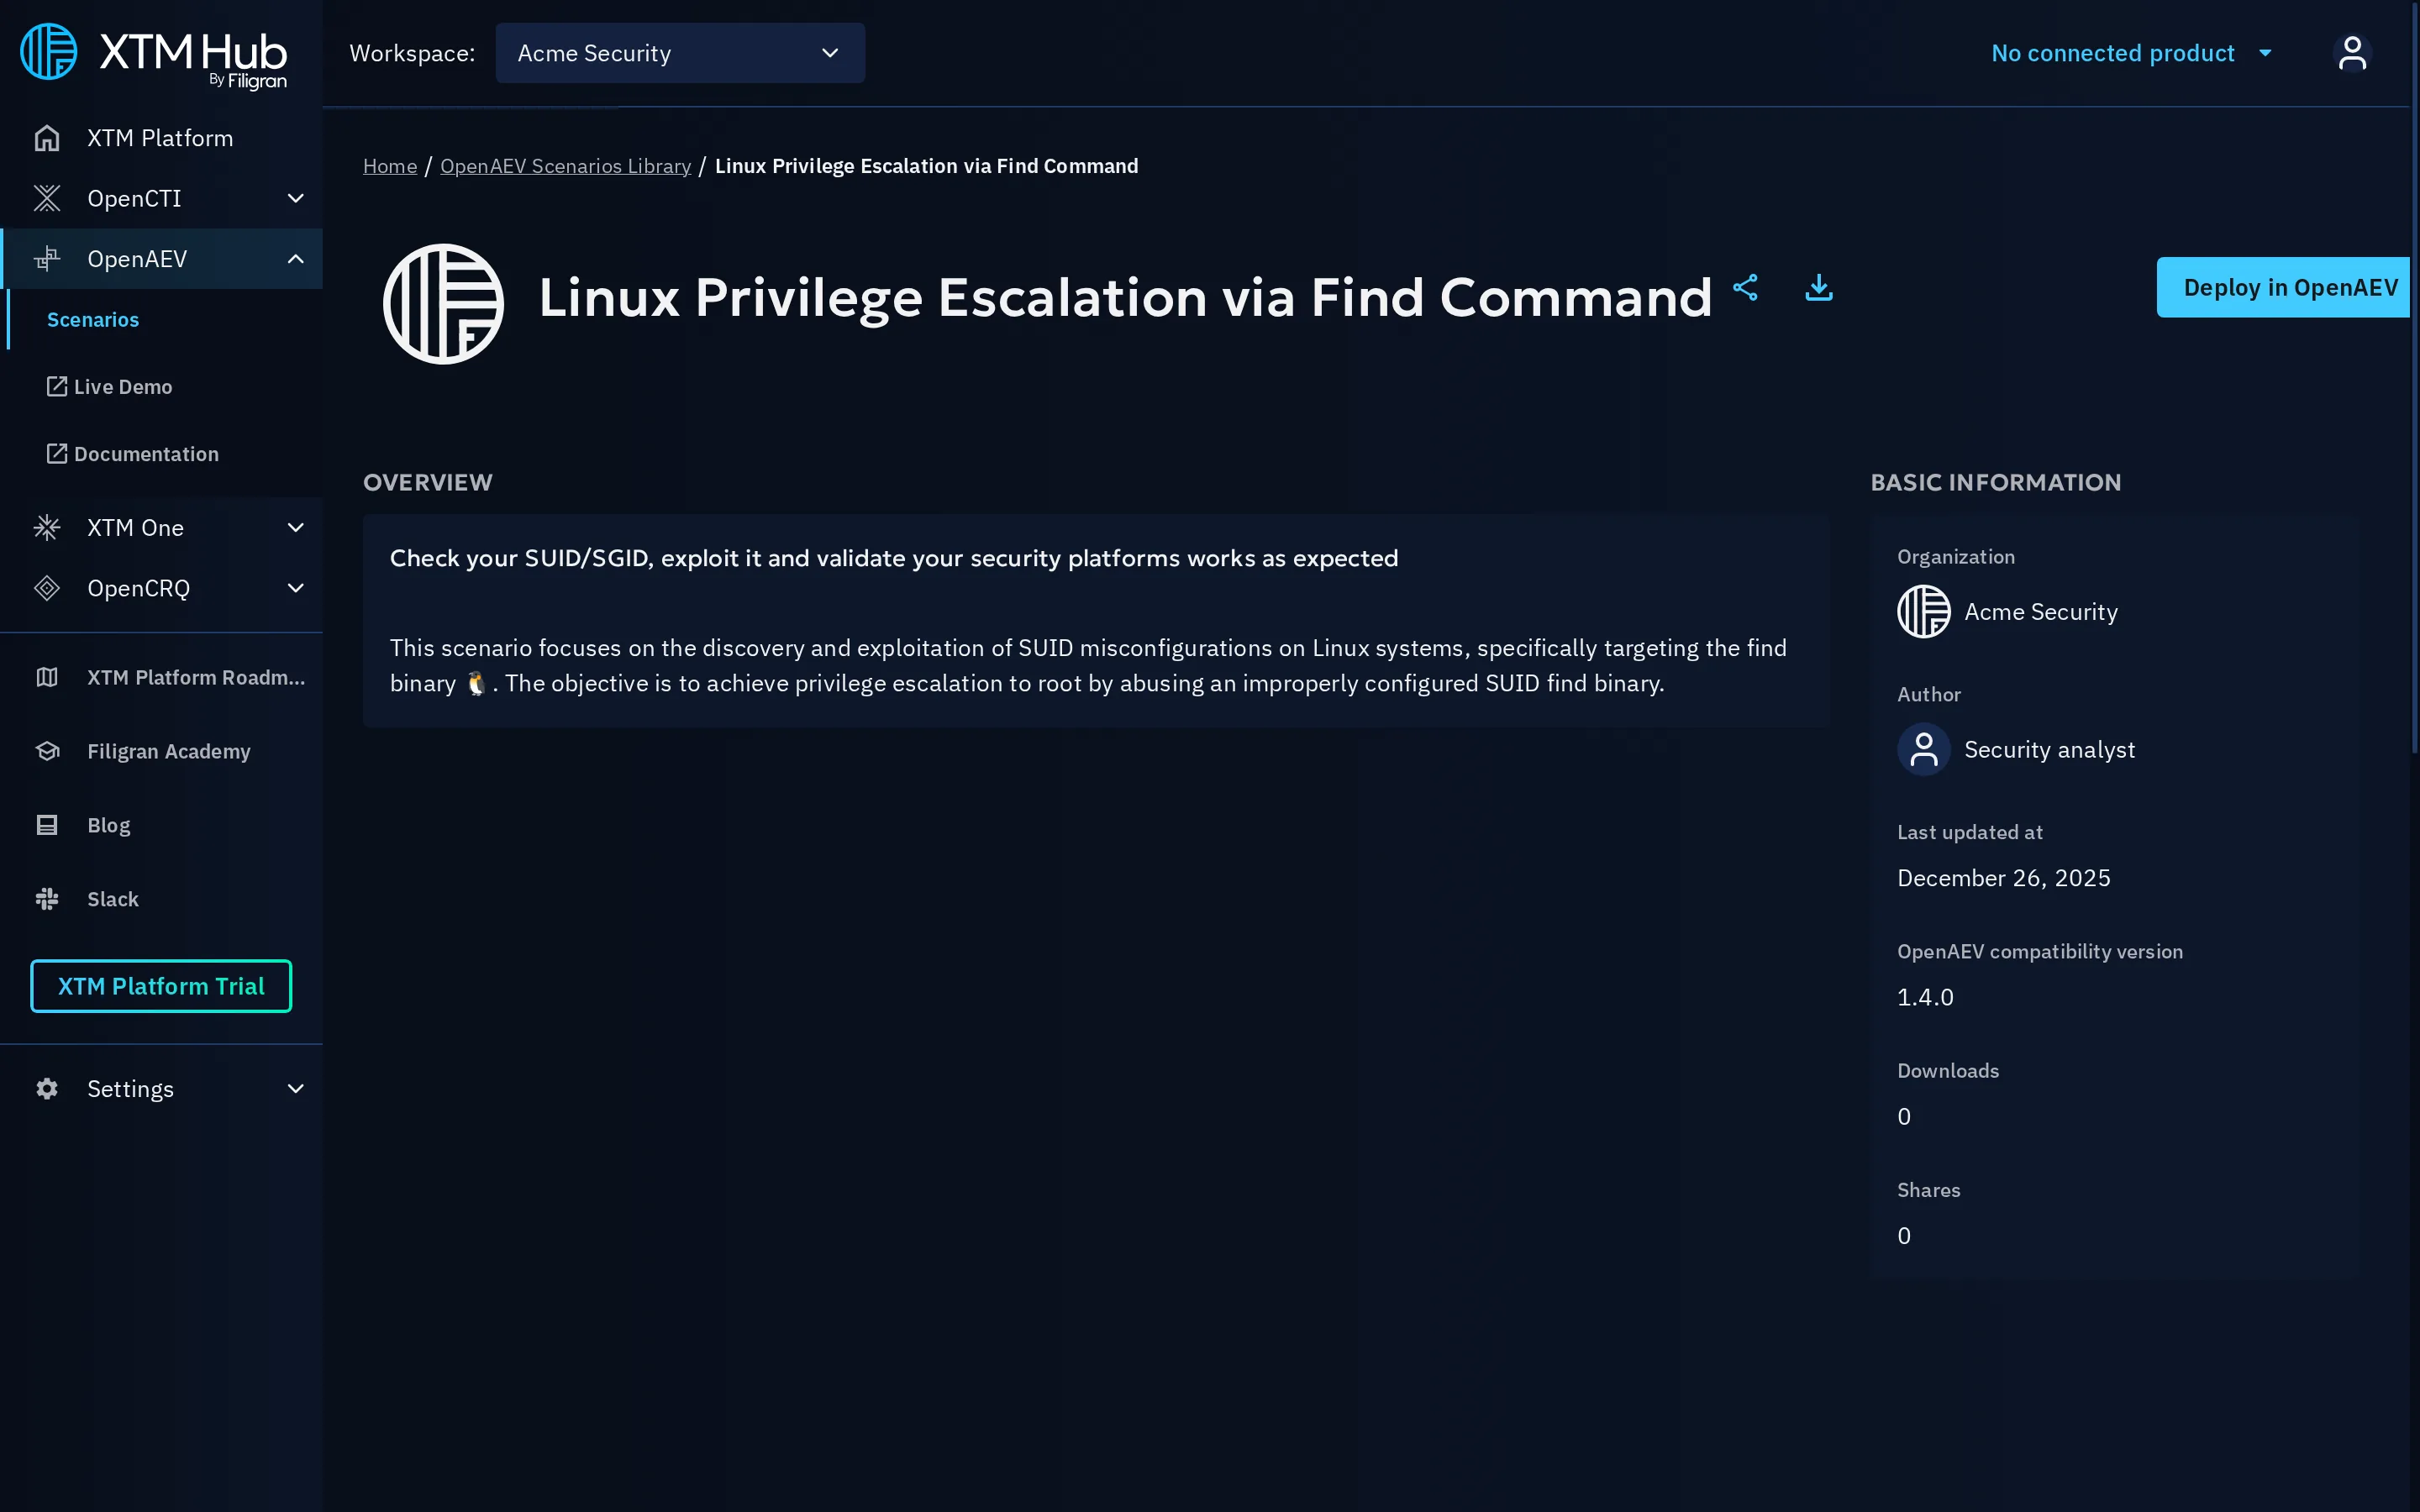 XTM Hub
By Filigran
Workspace:
Acme Security
No connected product
XTM Platform
OpenCTI
OpenAEV
Scenarios
Live Demo
Documentation
XTM One
OpenCRQ
XTM Platform Roadm...
Filigran Academy
Blog
Slack
XTM Platform Trial
Settings
Home / OpenAEV Scenarios Library / Linux Privilege Escalation via Find Command
Linux Privilege Escalation via Find Command
Deploy in OpenAEV
OVERVIEW
Check your SUID/SGID, exploit it and validate your security platforms works as expected
This scenario focuses on the discovery and exploitation of SUID misconfigurations on Linux systems, specifically targeting the find
binary 🐧. The objective is to achieve privilege escalation to root by abusing an improperly configured SUID find binary.
BASIC INFORMATION
Organization
Acme Security
Author
Security analyst
Last updated at
December 26, 2025
OpenAEV compatibility version
1.4.0
Downloads
0
Shares
0